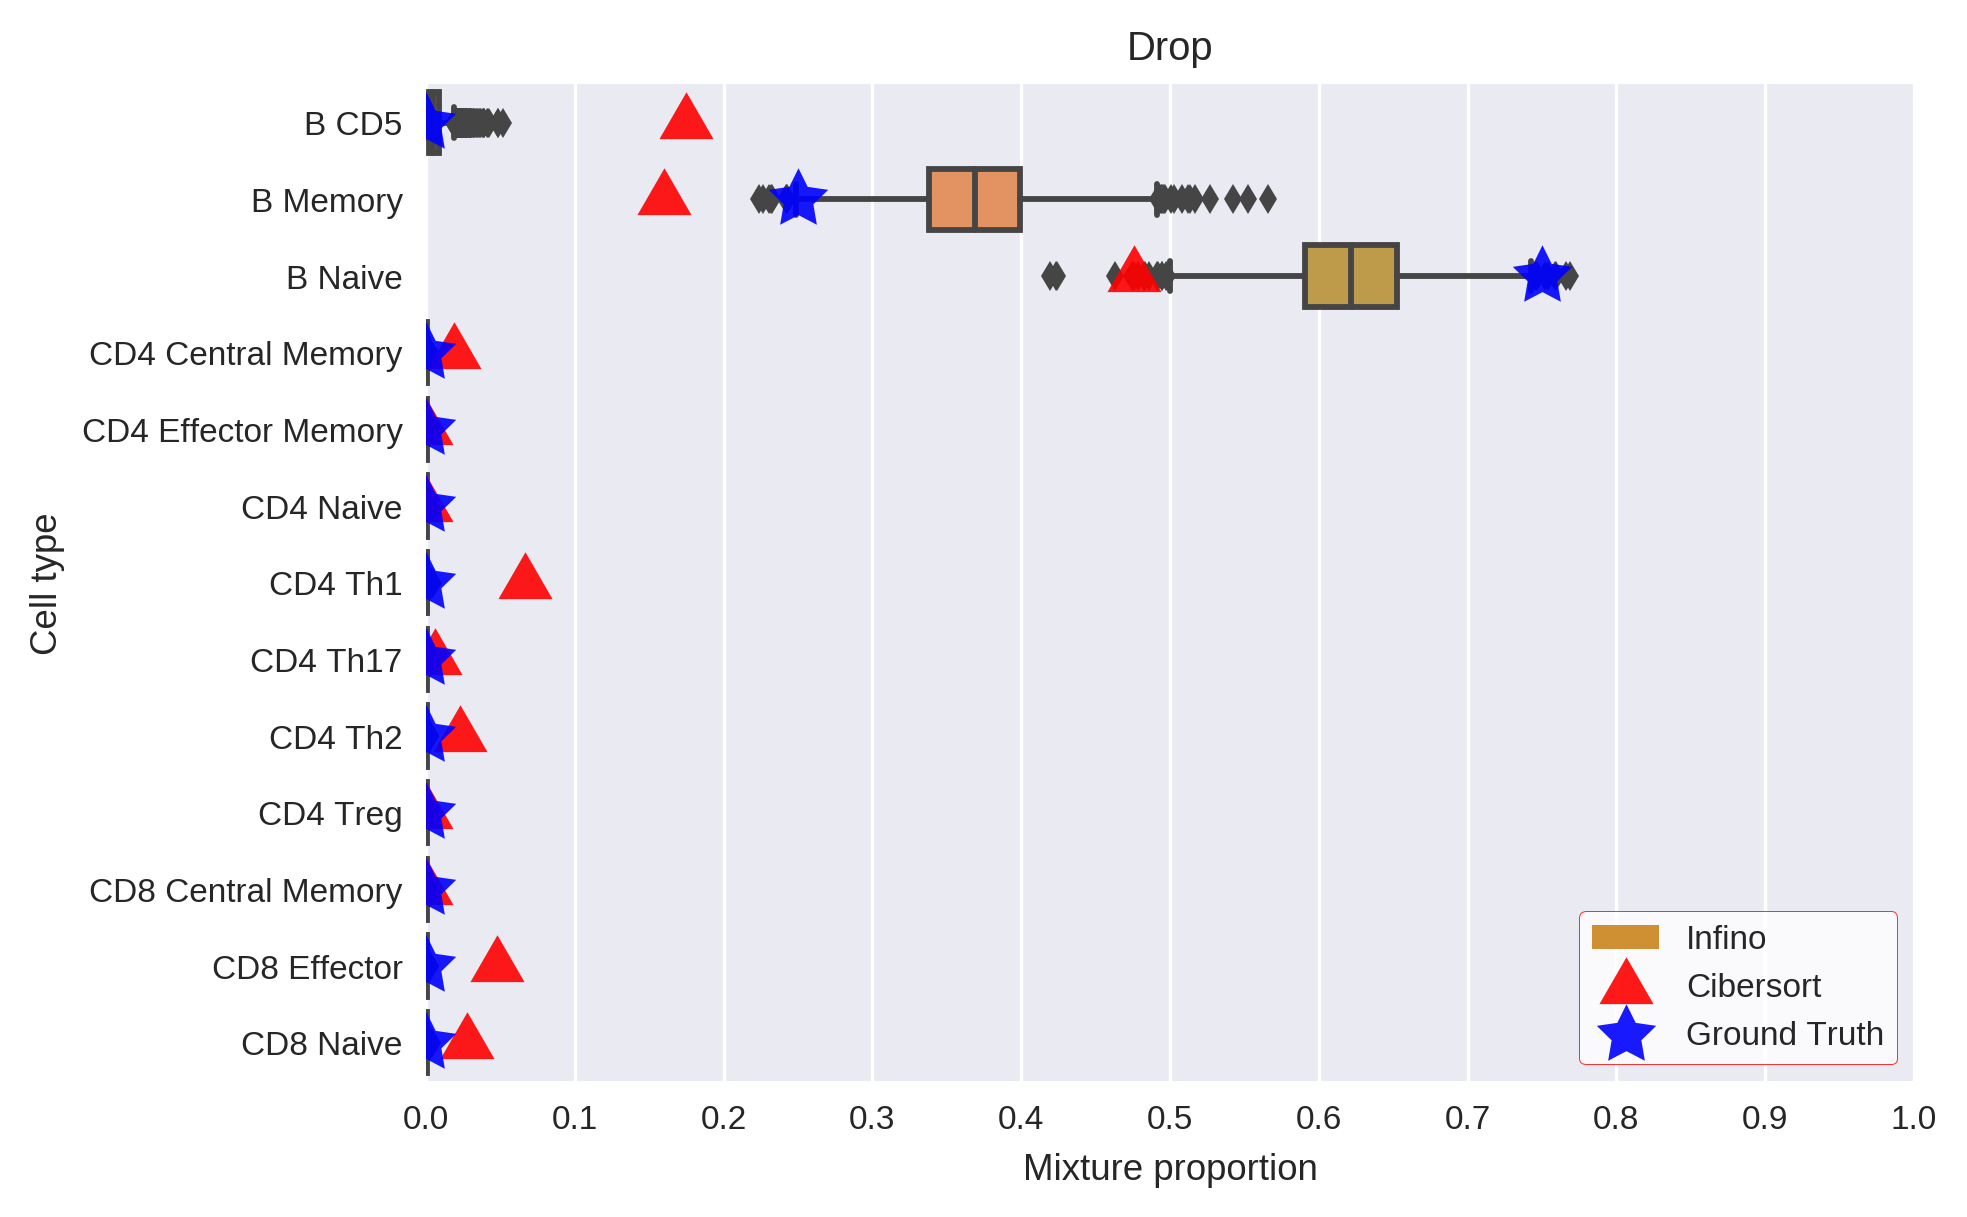 Drop
B CD5
B Memory
B Naive
CD4 Central Memory
CD4 Effector Memory
CD4 Naive
CD4 Th1
CD4 Th17
CD4 Th2
CD4 Treg
CD8 Central Memory
CD8 Effector
CD8 Naive
Cell type
Infino
Cibersort
Ground Truth
0.0 0.1 0.2 0.3 0.4 0.5 0.6 0.7 0.8 0.9 1.0
Mixture proportion